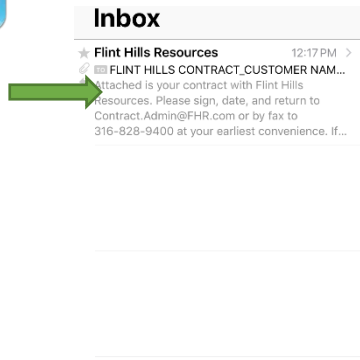 Inbox
Flint Hills Resources 12:17 PM
TO FLINT HILLS CONTRACT_CUSTOMER NAM...
Attached is your contract with Flint Hills
Resources. Please sign, date, and return to
Contract.Admin@FHR.com or by fax to
316-828-9400 at your earliest convenience. If...